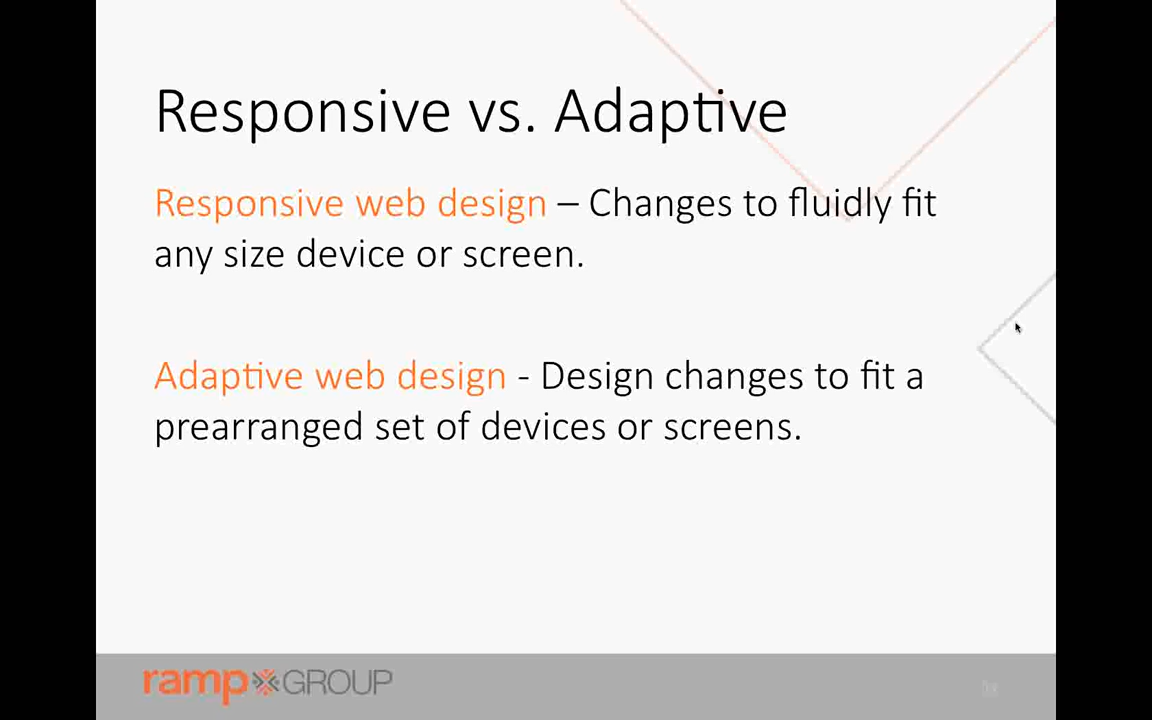 Responsive vs. Adaptive
Responsive web design – Changes to fluidly fit
any size device or screen.
Adaptive web design - Design changes to fit a
prearranged set of devices or screens.
ramp GROUP